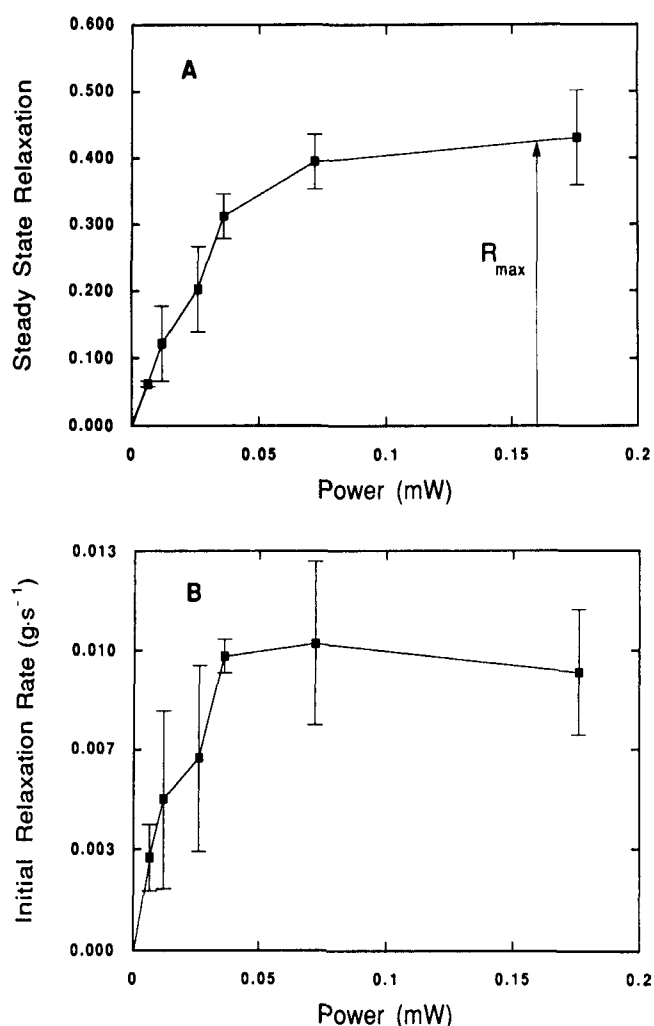 A
Steady State Relaxation
0.600
0.500
0.400
0.300
0.200
0.100
0.000
R_max
0 0.05 0.1 0.15 0.2
Power (mW)
B
Initial Relaxation Rate (g·s⁻¹)
0.013
0.010
0.007
0.003
0.000
0 0.05 0.1 0.15 0.2
Power (mW)